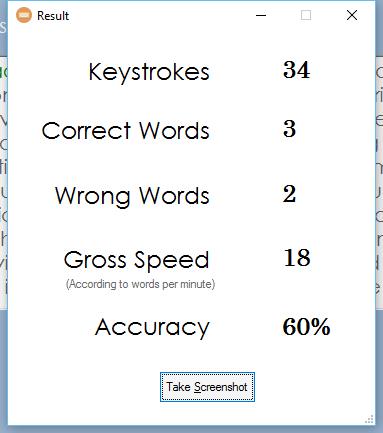 Result
Keystrokes 34
Correct Words 3
Wrong Words 2
Gross Speed 18
(According to words per minute)
Accuracy 60%
Take Screenshot